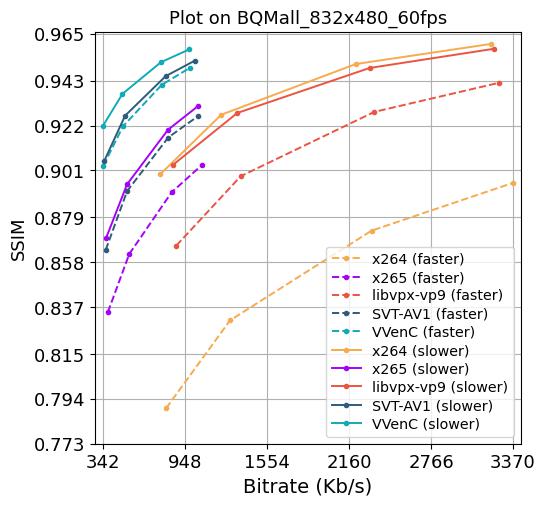 Plot on BQMall_832x480_60fps
0.965
0.943
0.922
0.901
0.879
0.858
0.837
0.815
0.794
0.773
SSIM
x264 (faster)
x265 (faster)
libvpx-vp9 (faster)
SVT-AV1 (faster)
VVenC (faster)
x264 (slower)
x265 (slower)
libvpx-vp9 (slower)
SVT-AV1 (slower)
VVenC (slower)
342 948 1554 2160 2766 3370
Bitrate (Kb/s)